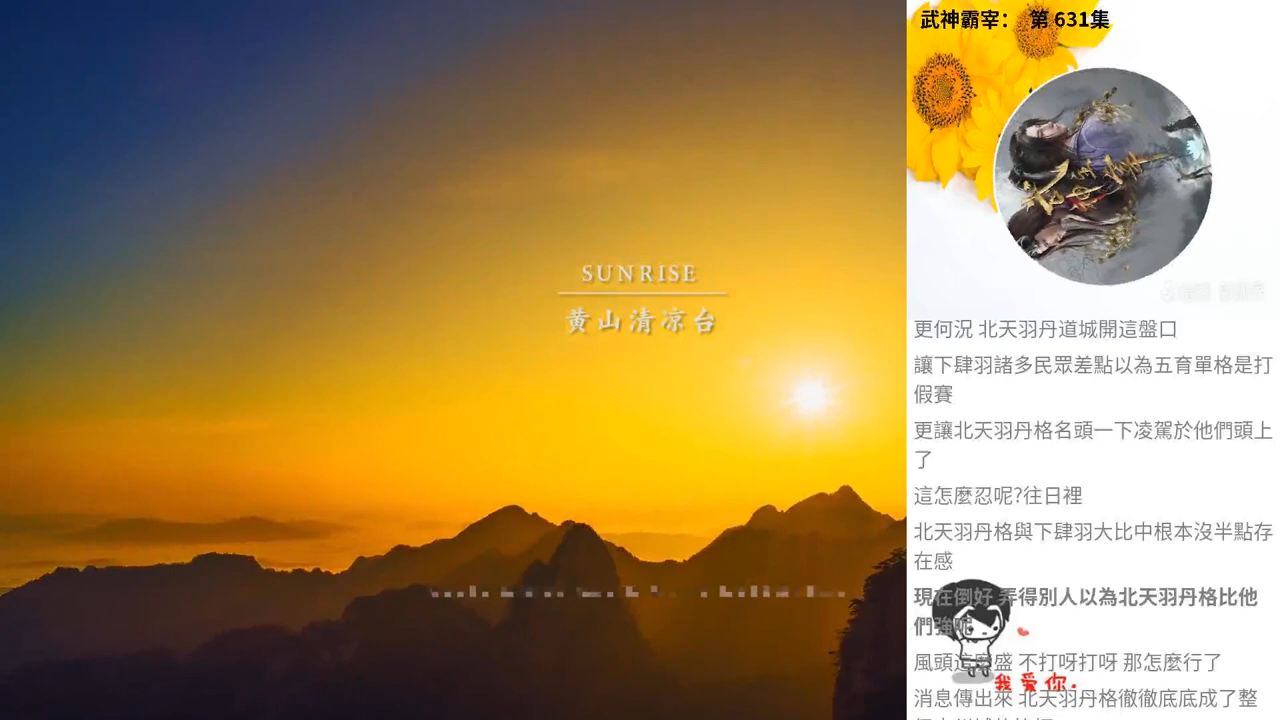 武神霸宰： 第 631集
SUNRISE
黄山清凉台
更何況 北天羽丹道城開這盤口
讓下肆羽諸多民眾差點以為五育單格是打
假賽
更讓北天羽丹格名頭一下凌駕於他們頭上
了
這怎麼忍呢?往日裡
北天羽丹格與下肆羽大比中根本沒半點存
在感
現在倒好 弄得別人以為北天羽丹格比他
們強呢
風頭這麼盛 不打呀打呀 那怎麼行了
我爱你.
消息傳出來 北天羽丹格徹徹底底成了整